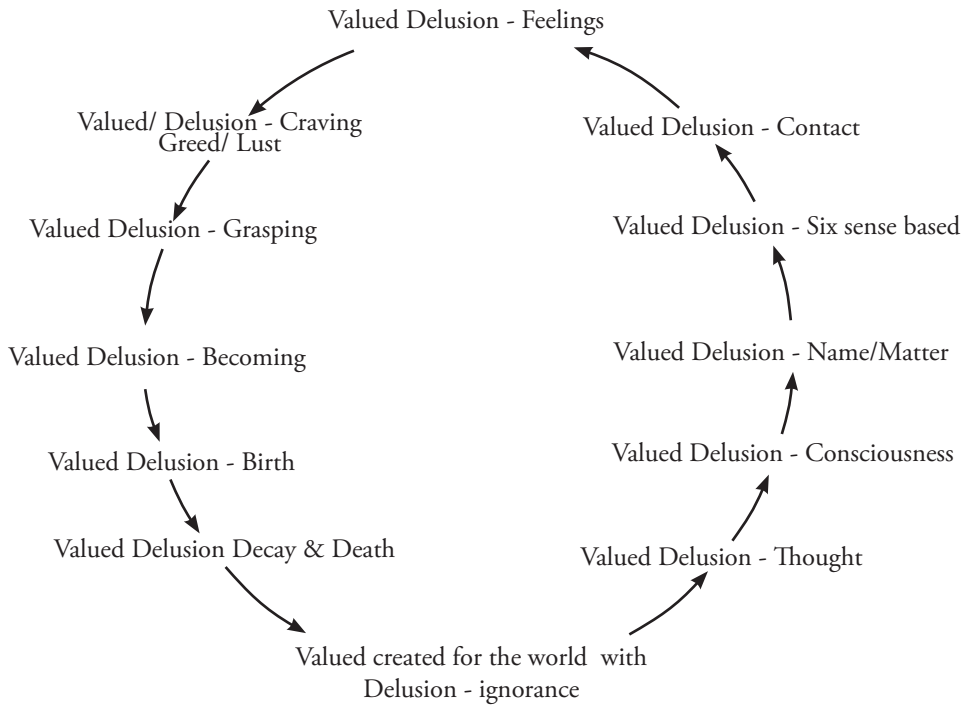 Valued Delusion - Feelings
Valued/ Delusion - Craving
Greed/ Lust
Valued Delusion - Contact
Valued Delusion - Grasping
Valued Delusion - Six sense based
Valued Delusion - Becoming
Valued Delusion - Name/Matter
Valued Delusion - Birth
Valued Delusion - Consciousness
Valued Delusion Decay & Death
Valued Delusion - Thought
Valued created for the world with
Delusion - ignorance